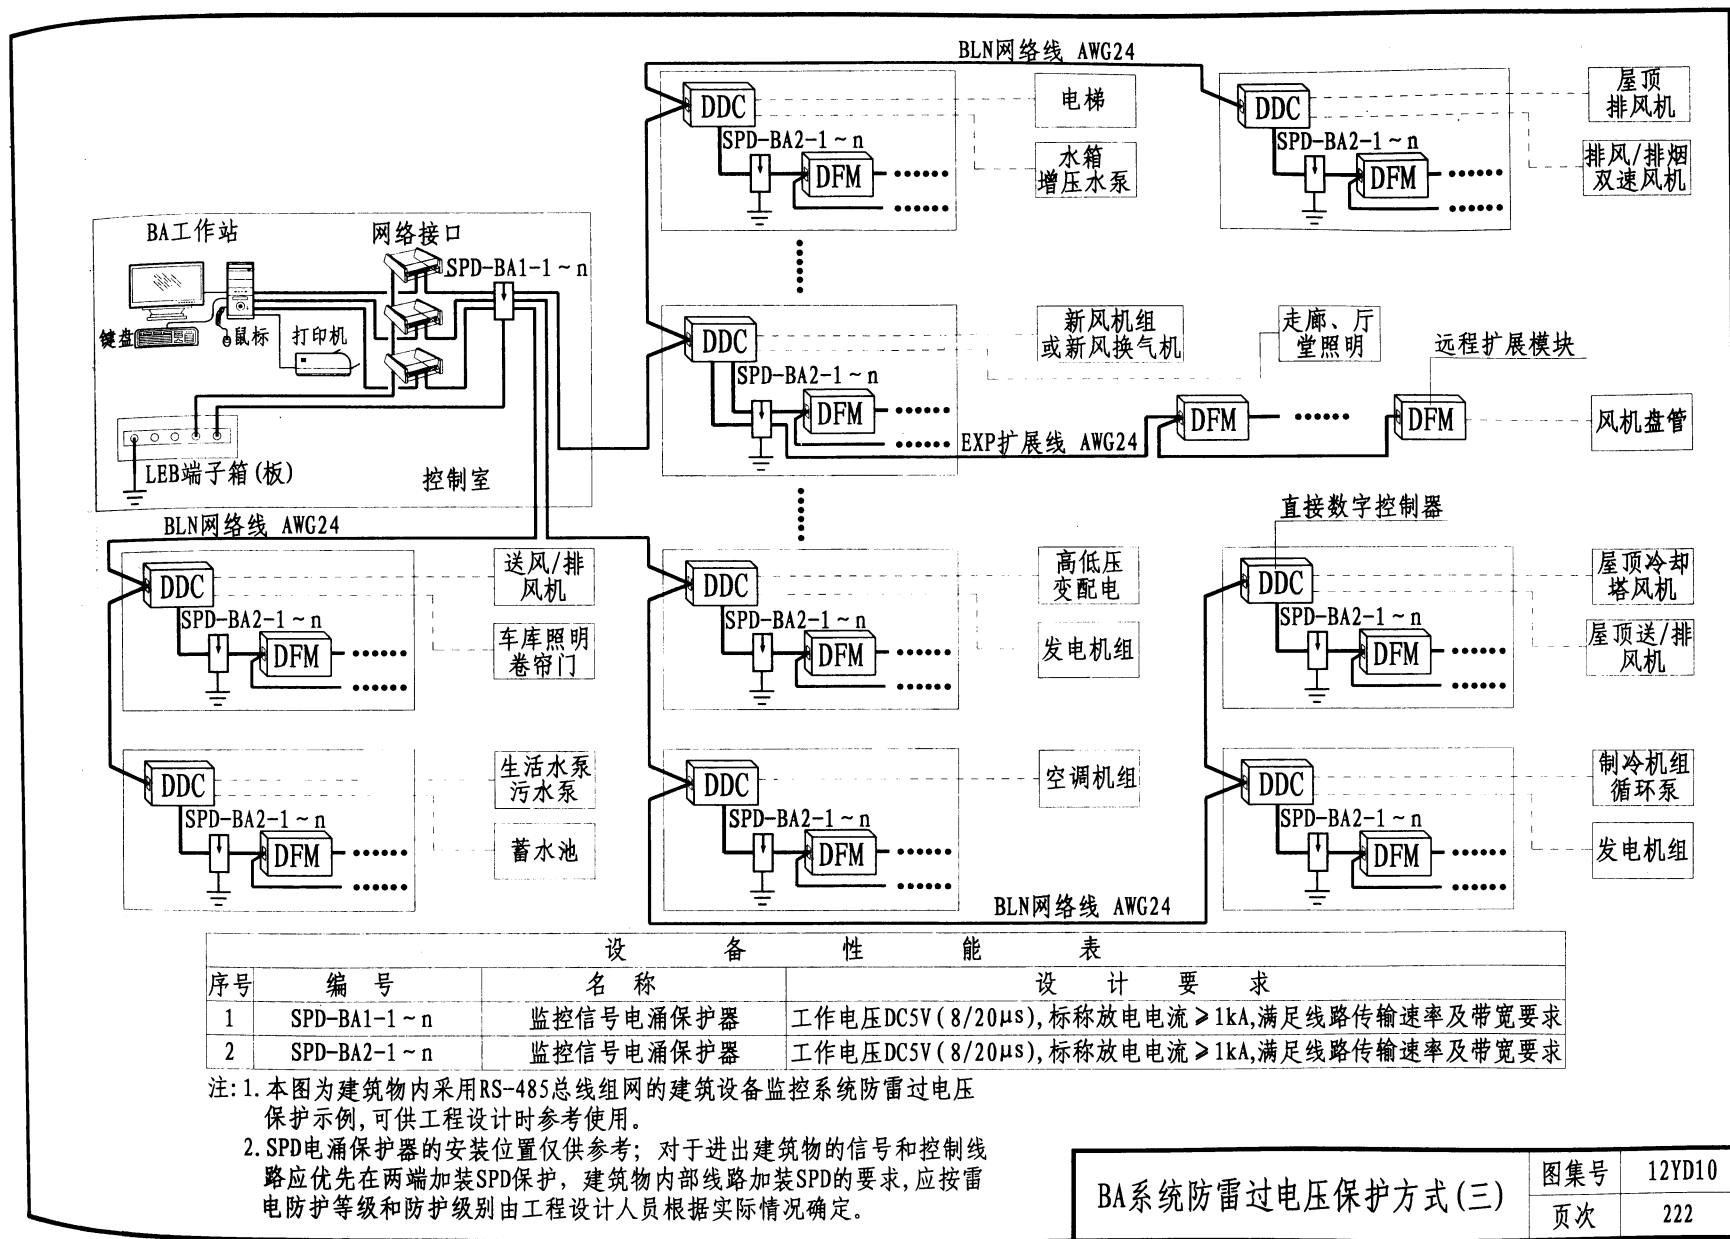 BLN网络线 AWG24
DDC
SPD-BA2-1～n
DFM
电梯
水箱
增压水泵
DDC
SPD-BA2-1～n
DFM
屋顶
排风机
排风/排烟
双速风机
BA工作站
网络接口
SPD-BA1-1～n
键盘
鼠标
打印机
LEB端子箱(板)
控制室
DDC
SPD-BA2-1～n
DFM
新风机组
或新风换气机
走廊、厅
堂照明
远程扩展模块
EXP扩展线 AWG24
DFM
DFM
风机盘管
BLN网络线 AWG24
DDC
SPD-BA2-1～n
DFM
送风/排
风机
车库照明
卷帘门
DDC
SPD-BA2-1～n
DFM
高低压
变配电
发电机组
直接数字控制器
DDC
SPD-BA2-1～n
DFM
屋顶冷却
塔风机
屋顶送/排
风机
DDC
SPD-BA2-1～n
DFM
生活水泵
污水泵
蓄水池
DDC
SPD-BA2-1～n
DFM
空调机组
DDC
SPD-BA2-1～n
DFM
制冷机组
循环泵
发电机组
BLN网络线 AWG24
设备性能表
序号 编号 名称 设计要求
1 SPD-BA1-1～n 监控信号电涌保护器 工作电压DC5V(8/20μs),标称放电电流≥1kA,满足线路传输速率及带宽要求
2 SPD-BA2-1～n 监控信号电涌保护器 工作电压DC5V(8/20μs),标称放电电流≥1kA,满足线路传输速率及带宽要求
注:1.本图为建筑物内采用RS-485总线组网的建筑设备监控系统防雷过电压
保护示例,可供工程设计时参考使用。
2.SPD电涌保护器的安装位置仅供参考；对于进出建筑物的信号和控制线
路应优先在两端加装SPD保护，建筑物内部线路加装SPD的要求,应按雷
电防护等级和防护级别由工程设计人员根据实际情况确定。
BA系统防雷过电压保护方式(三)
图集号 12YD10
页次 222